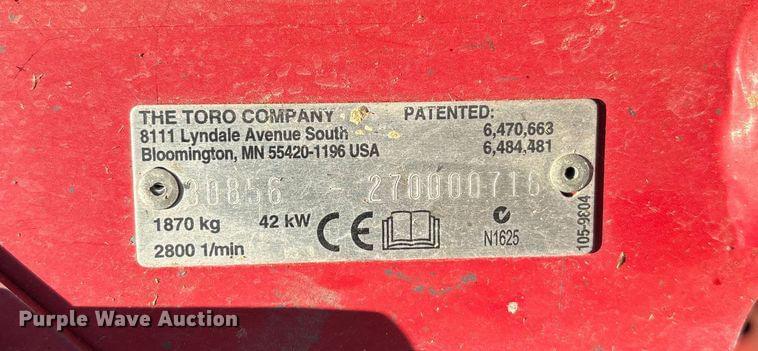 THE TORO COMPANY PATENTED:
8111 Lyndale Avenue South 6,470,663
Bloomington, MN 55420-1196 USA 6,484,481
30856 - 270000716
1870 kg 42 kW CE N1625
2800 1/min
105-9604
Purple Wave Auction